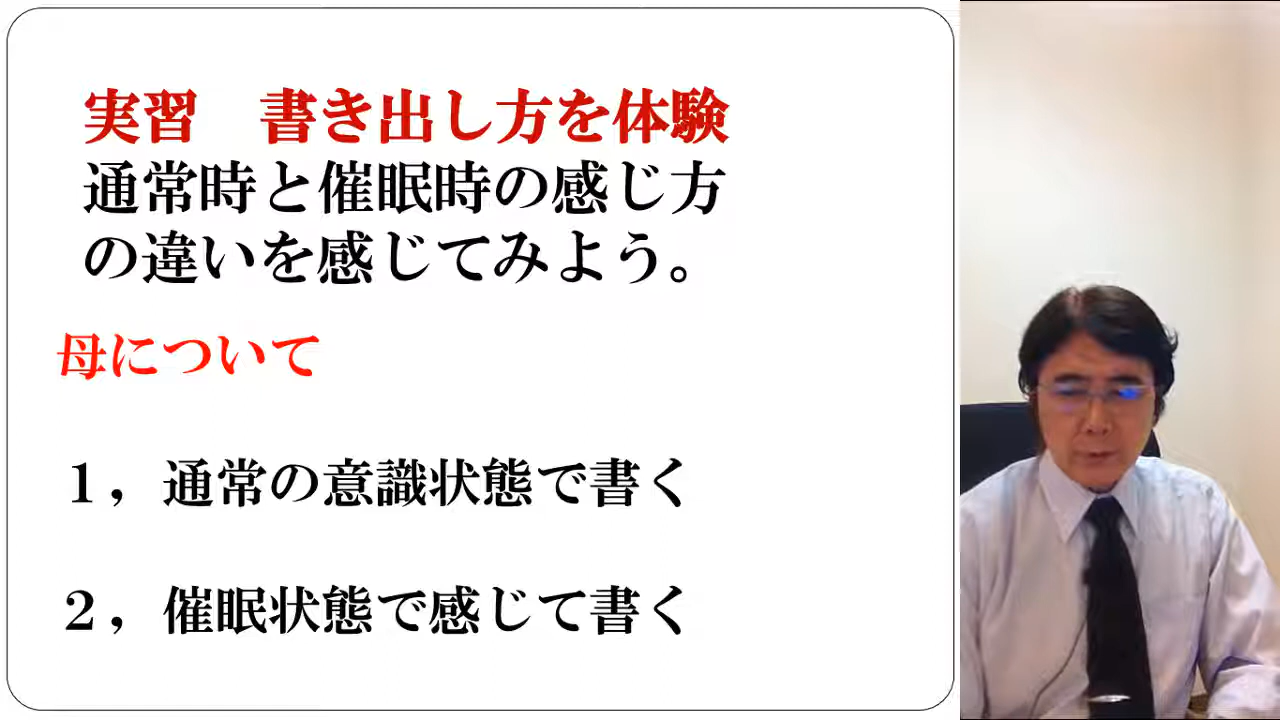 実習　書き出し方を体験
通常時と催眠時の感じ方
の違いを感じてみよう。
母について
１，通常の意識状態で書く
２，催眠状態で感じて書く